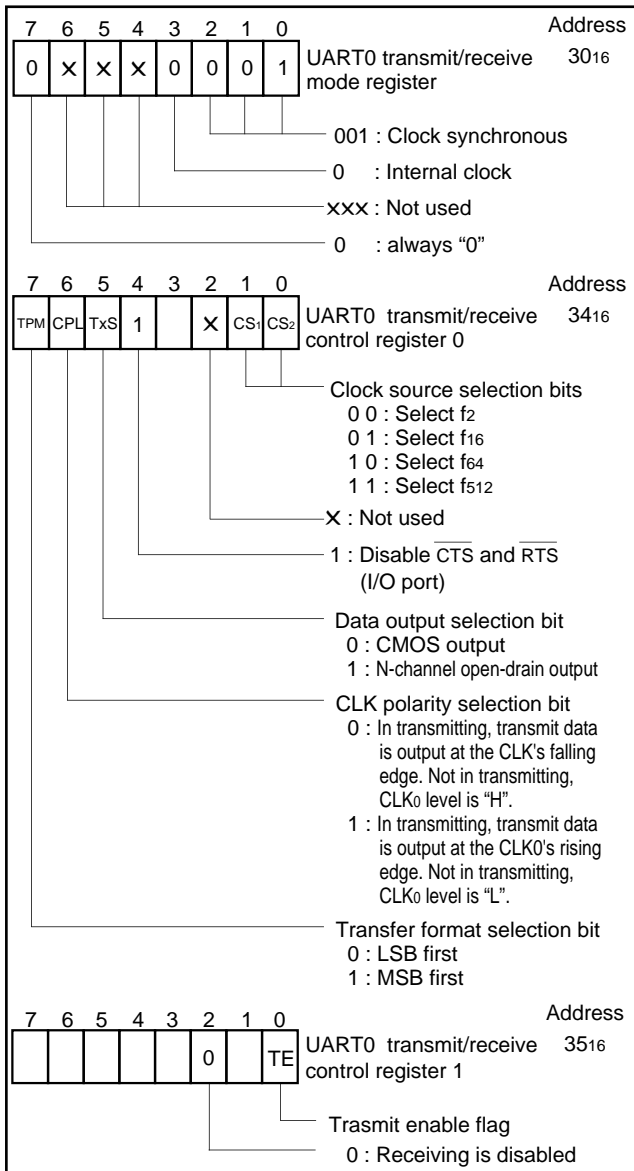 7 6 5 4 3 2 1 0 Address
0 X X X 0 0 0 1 UART0 transmit/receive 3016
mode register
001 : Clock synchronous
0 : Internal clock
XXX : Not used
0 : always “0”
7 6 5 4 3 2 1 0 Address
TPM CPL TxS 1 X CS1 CS2 UART0 transmit/receive 3416
control register 0
Clock source selection bits
0 0 : Select f2
0 1 : Select f16
1 0 : Select f64
1 1 : Select f512
X : Not used
1 : Disable CTS and RTS
(I/O port)
Data output selection bit
0 : CMOS output
1 : N-channel open-drain output
CLK polarity selection bit
0 : In transmitting, transmit data
is output at the CLK's falling
edge. Not in transmitting,
CLK0 level is “H”.
1 : In transmitting, transmit data
is output at the CLK0's rising
edge. Not in transmitting,
CLK0 level is “L”.
Transfer format selection bit
0 : LSB first
1 : MSB first
7 6 5 4 3 2 1 0 Address
0 TE UART0 transmit/receive 3516
control register 1
Trasmit enable flag
0 : Receiving is disabled